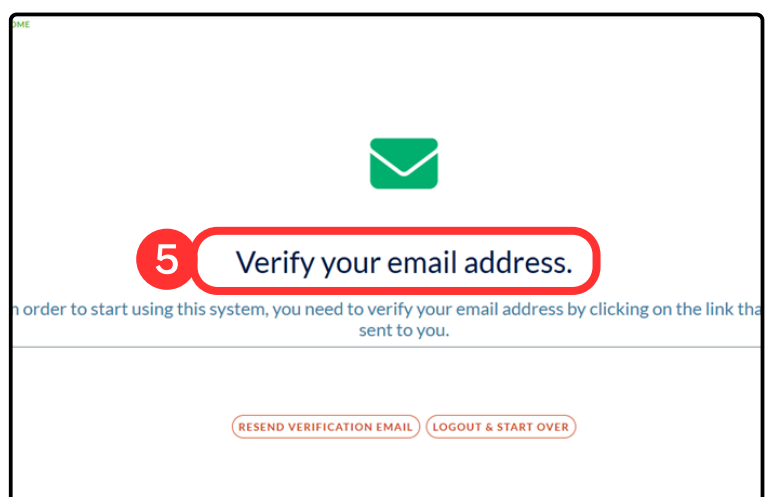 OME
5
Verify your email address.
n order to start using this system, you need to verify your email address by clicking on the link tha
sent to you.
RESEND VERIFICATION EMAIL
LOGOUT & START OVER